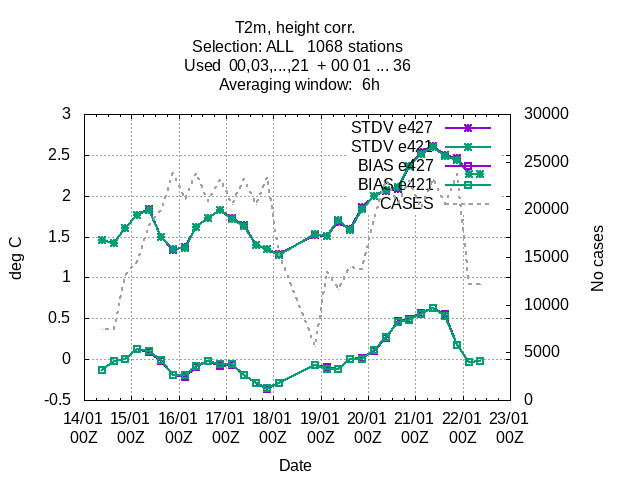 T2m, height corr.
Selection: ALL   1068 stations
Used  00,03,...,21  + 00 01 ... 36
Averaging window:  6h
3
2.5
2
1.5
1
0.5
0
-0.5
30000
25000
20000
15000
10000
5000
0
deg C
No cases
STDV e427
STDV e421
BIAS e427
BIAS e421
CASES
14/01 15/01 16/01 17/01 18/01 19/01 20/01 21/01 22/01 23/01
00Z 00Z 00Z 00Z 00Z 00Z 00Z 00Z 00Z 00Z
Date